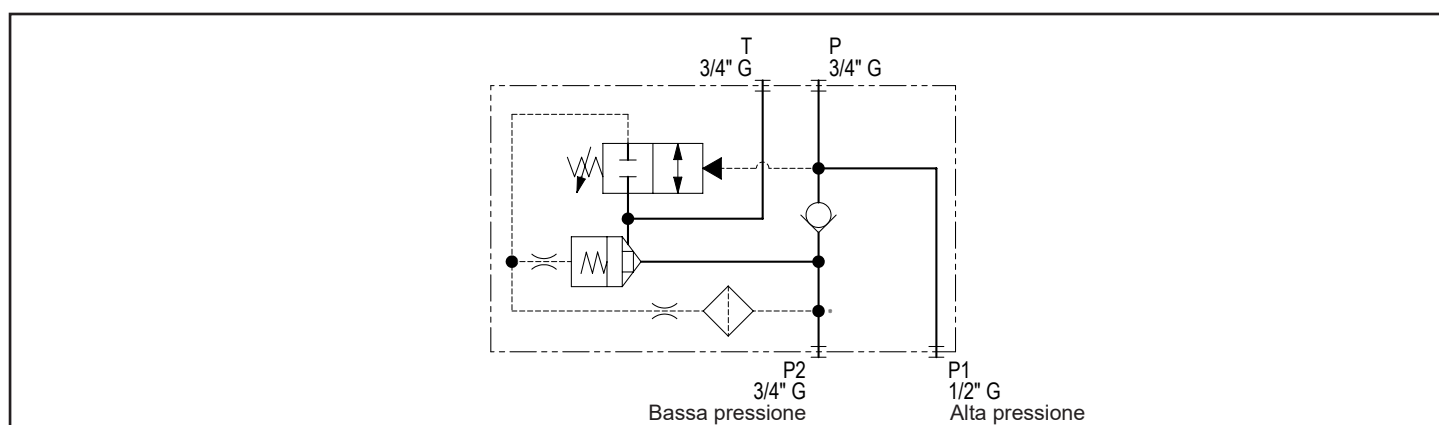 T
3/4" G
P
3/4" G
P2
3/4" G
Bassa pressione
P1
1/2" G
Alta pressione